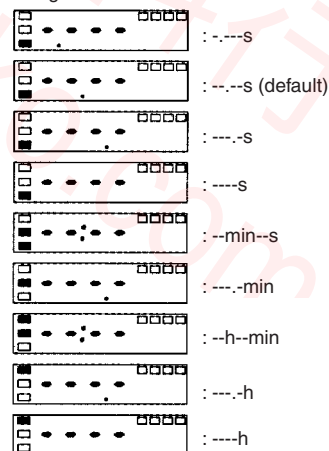 : -.---s
: --.--s (default)
: ---.-s
: ----s
: --min--s
: ---.-min
: --h--min
: ---.-h
: ----h